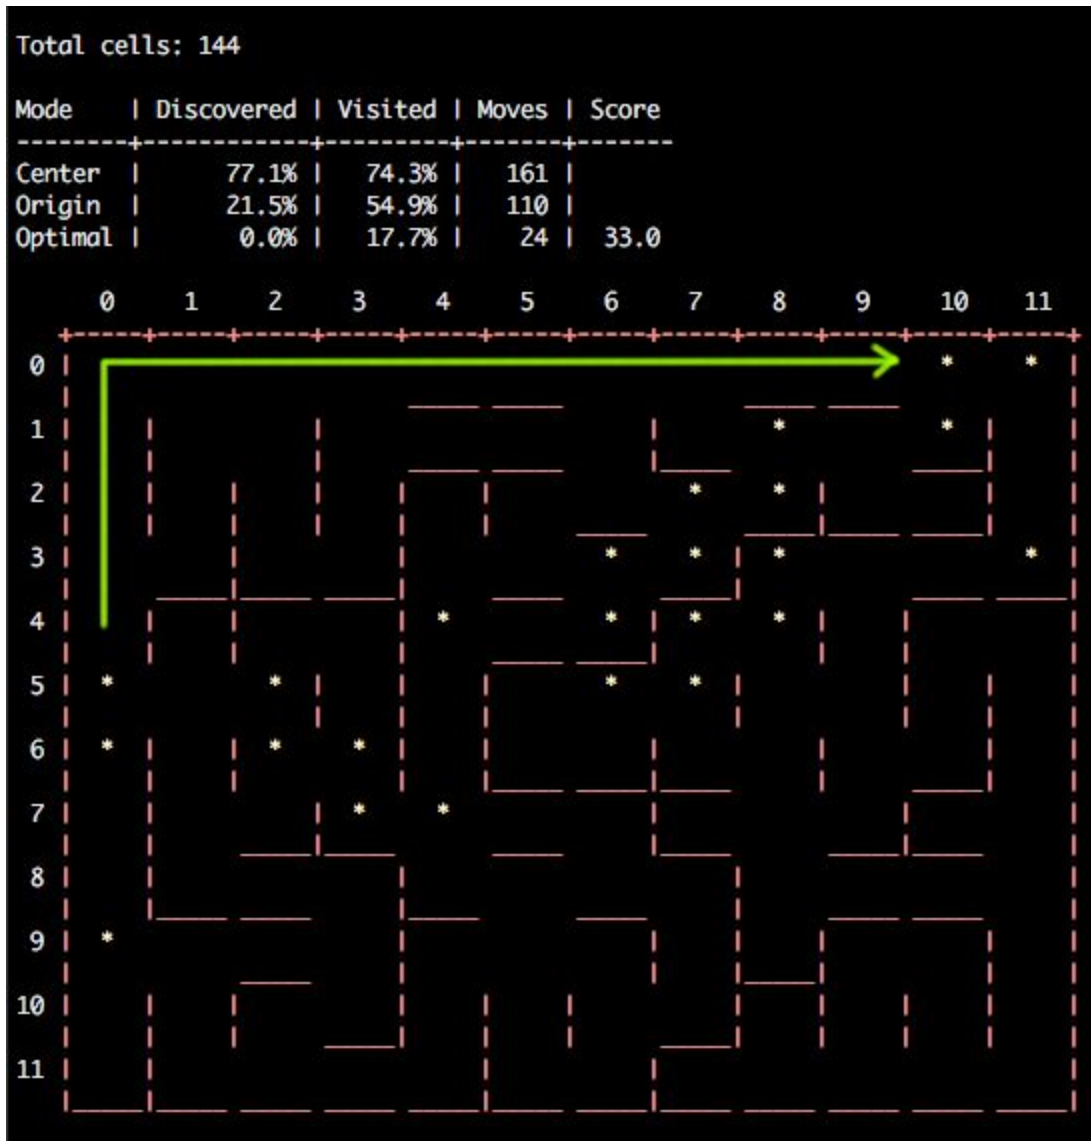 Total cells: 144
Mode | Discovered | Visited | Moves | Score
--------+------------+---------+-------+-------
Center | 77.1% | 74.3% | 161 |
Origin | 21.5% | 54.9% | 110 |
Optimal | 0.0% | 17.7% | 24 | 33.0
0 1 2 3 4 5 6 7 8 9 10 11
0 * *
1 * *
2 * *
3 * * * *
4 * * * *
5 * * * *
6 * * *
7 * *
8
9 *
10
11